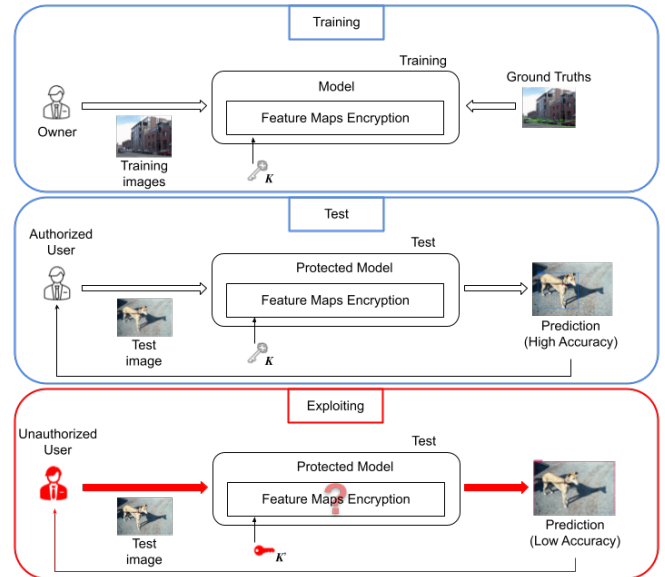 Training
Training
Model
Feature Maps Encryption
Owner
Training
images
Ground Truths
K
Test
Authorized
User
Test
Protected Model
Feature Maps Encryption
Test
image
Prediction
(High Accuracy)
K
Exploiting
Unauthorized
User
Test
Protected Model
?
Feature Maps Encryption
Test
image
Prediction
(Low Accuracy)
K'